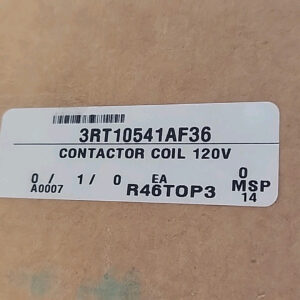 3RT10541AF36
CONTACTOR COIL 120V
0/ 1/ 0 EA 0
A0007 R46TOP3 MSP
14